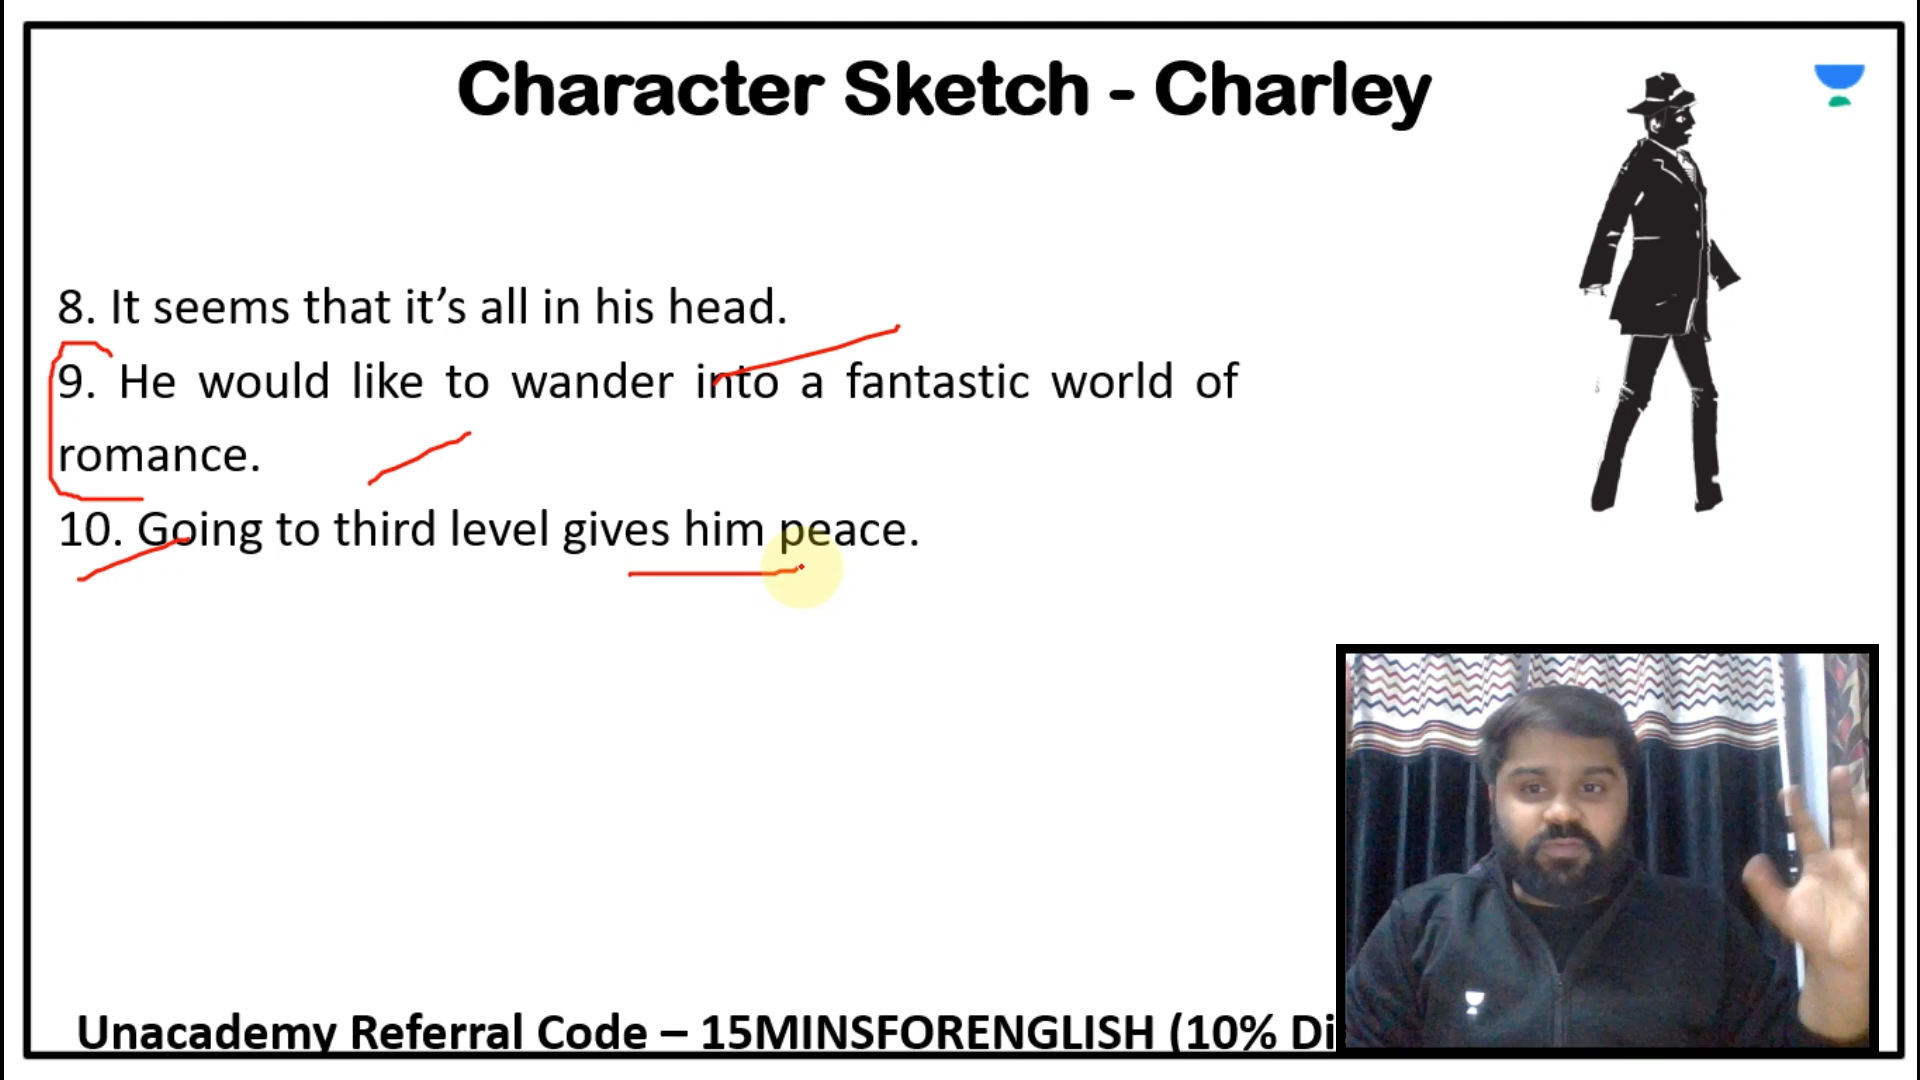 Character Sketch - Charley
8. It seems that it’s all in his head.
9. He would like to wander into a fantastic world of
romance.
10. Going to third level gives him peace.
Unacademy Referral Code – 15MINSFORENGLISH (10% Di